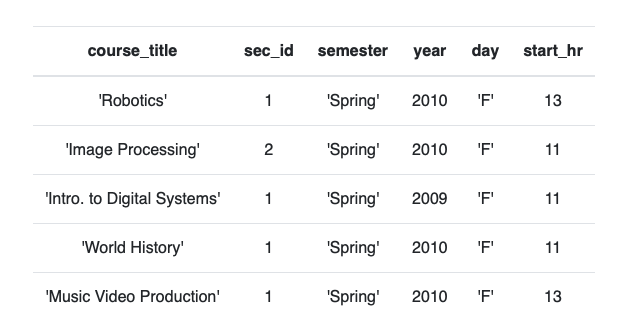 course_title sec_id semester year day start_hr
'Robotics' 1 'Spring' 2010 'F' 13
'Image Processing' 2 'Spring' 2010 'F' 11
'Intro. to Digital Systems' 1 'Spring' 2009 'F' 11
'World History' 1 'Spring' 2010 'F' 11
'Music Video Production' 1 'Spring' 2010 'F' 13